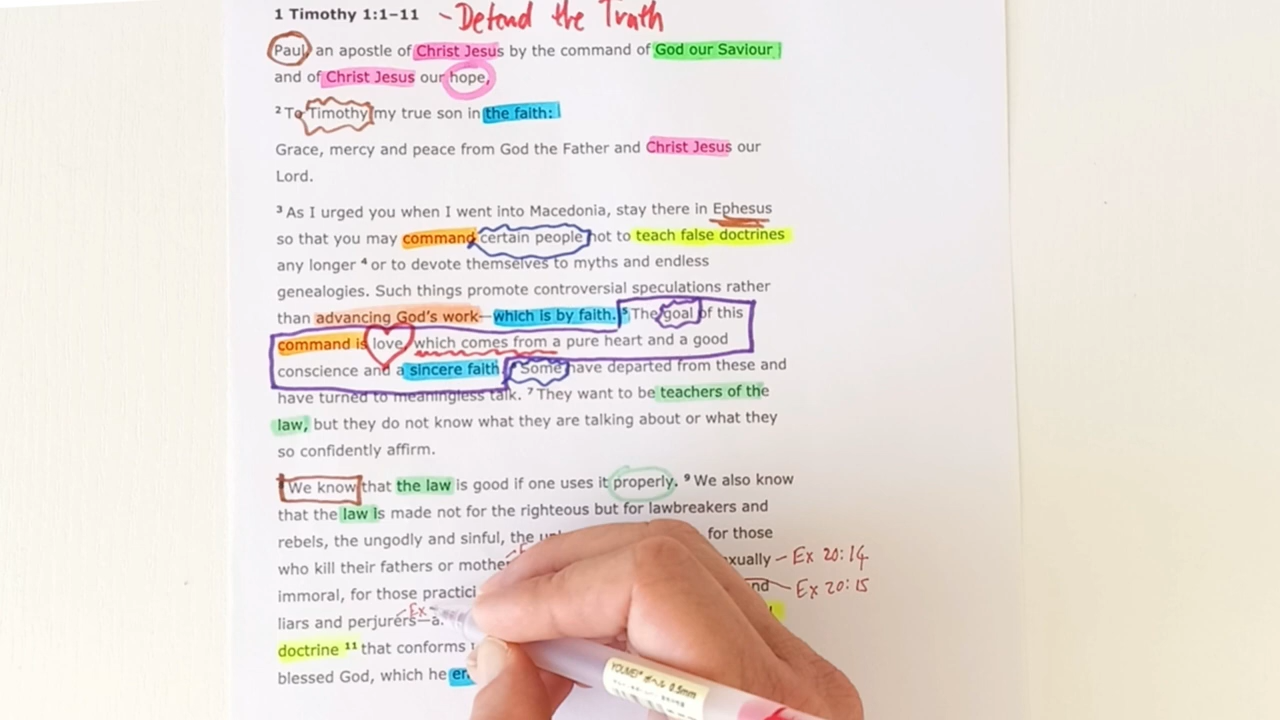 1 Timothy 1:1–11 - Defend the Truth
Paul, an apostle of Christ Jesus by the command of God our Saviour
and of Christ Jesus our hope,
2 To Timothy my true son in the faith:
Grace, mercy and peace from God the Father and Christ Jesus our
Lord.
3 As I urged you when I went into Macedonia, stay there in Ephesus
so that you may command certain people not to teach false doctrines
any longer 4 or to devote themselves to myths and endless
genealogies. Such things promote controversial speculations rather
than advancing God's work—which is by faith. 5 The goal of this
command is love, which comes from a pure heart and a good
conscience and a sincere faith. 6 Some have departed from these and
have turned to meaningless talk. 7 They want to be teachers of the
law, but they do not know what they are talking about or what they
so confidently affirm.
8 We know that the law is good if one uses it properly. 9 We also know
that the law is made not for the righteous but for lawbreakers and
rebels, the ungodly and sinful, the for those
who kill their fathers or mothe xually - Ex 20:14
immoral, for those practici nd - Ex 20:15
Ex
liars and perjurers—a
doctrine 11 that conforms
blessed God, which he en
YOUMEI ボール 0.5mm